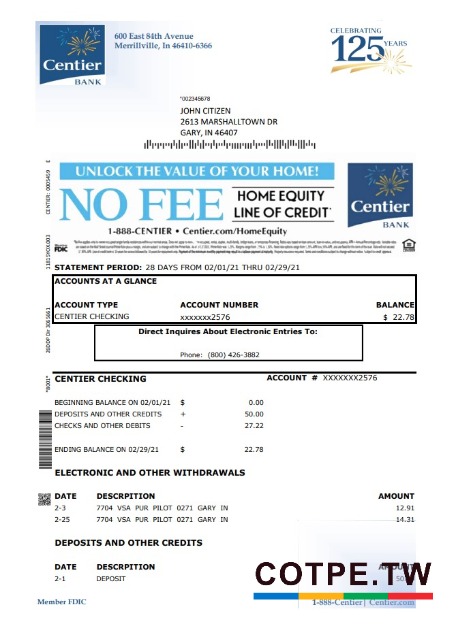 Centier
BANK
600 East 84th Avenue
Merrillville, In 46410-6366
CELEBRATING
125 YEARS
*002345678
JOHN CITIZEN
2613 MARSHALLTOWN DR
GARY, IN 46407
UNLOCK THE VALUE OF YOUR HOME!
NO FEE HOME EQUITY
LINE OF CREDIT*
1-888-CENTIER • Centier.com/HomeEquity
Centier
BANK
FDIC
STATEMENT PERIOD: 28 DAYS FROM 02/01/21 THRU 02/29/21
ACCOUNTS AT A GLANCE
ACCOUNT TYPE ACCOUNT NUMBER BALANCE
CENTIER CHECKING xxxxxxx2576 $ 22.78
Direct Inquires About Electronic Entries To:
Phone: (800) 426-3882
CENTIER CHECKING ACCOUNT # XXXXXXX2576
BEGINNING BALANCE ON 02/01/21 $ 0.00
DEPOSITS AND OTHER CREDITS + 50.00
CHECKS AND OTHER DEBITS - 27.22
ENDING BALANCE ON 02/29/21 $ 22.78
ELECTRONIC AND OTHER WITHDRAWALS
DATE DESCRPITION AMOUNT
2-3 7704 VSA PUR PILOT 0271 GARY IN 12.91
2-25 7704 VSA PUR PILOT 0271 GARY IN 14.31
DEPOSITS AND OTHER CREDITS
DATE DESCRPITION
2-1 DEPOSIT
COTPE.TW
Member FDIC
1-888-Centier| Centier.com